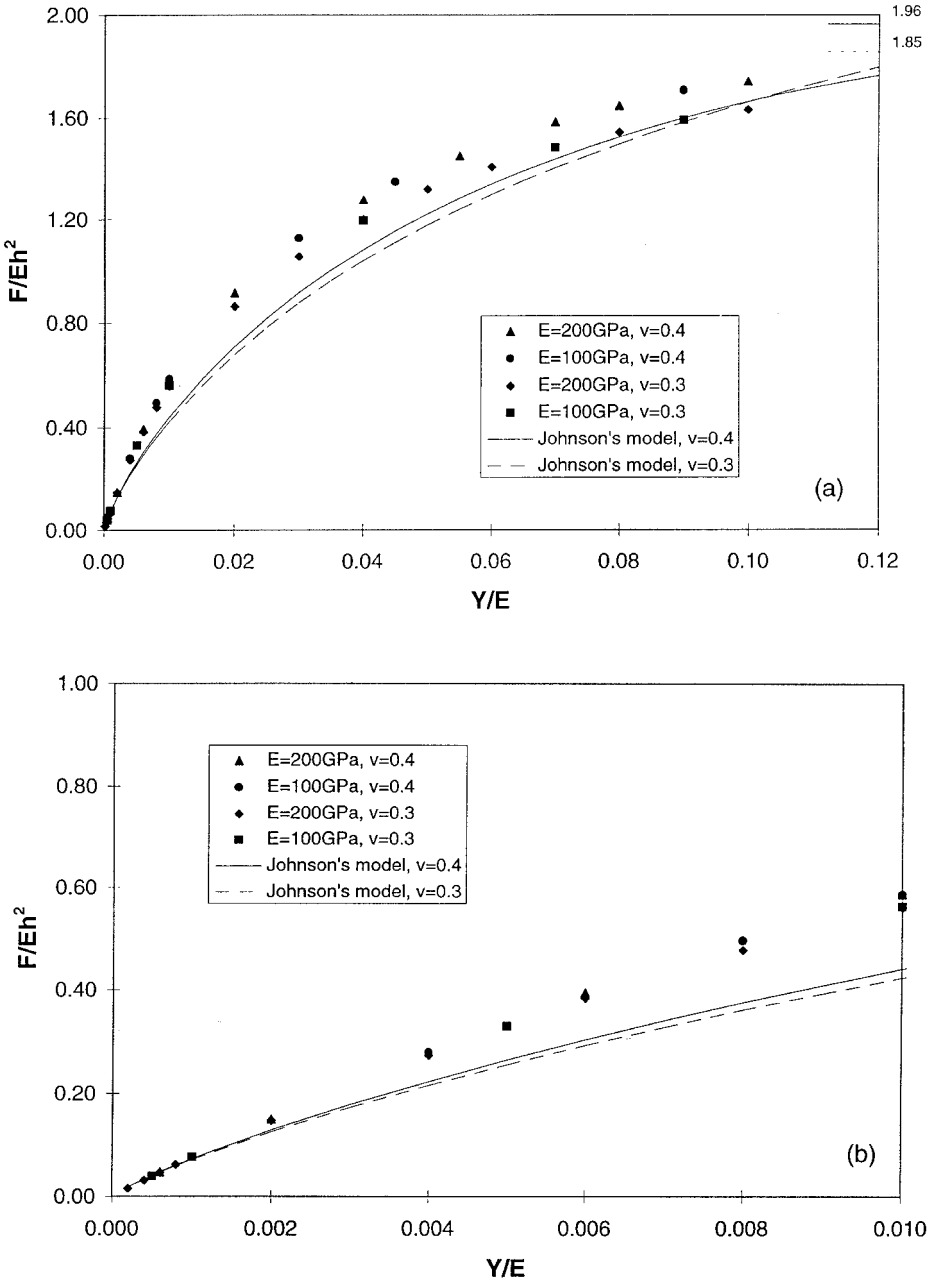 2.00
1.60
1.20
0.80
0.40
0.00
F/Eh²
1.96
1.85
E=200GPa, v=0.4
E=100GPa, v=0.4
E=200GPa, v=0.3
E=100GPa, v=0.3
Johnson's model, v=0.4
Johnson's model, v=0.3
(a)
0.00 0.02 0.04 0.06 0.08 0.10 0.12
Y/E
1.00
0.80
0.60
0.40
0.20
0.00
F/Eh²
E=200GPa, v=0.4
E=100GPa, v=0.4
E=200GPa, v=0.3
E=100GPa, v=0.3
Johnson's model, v=0.4
Johnson's model, v=0.3
(b)
0.000 0.002 0.004 0.006 0.008 0.010
Y/E